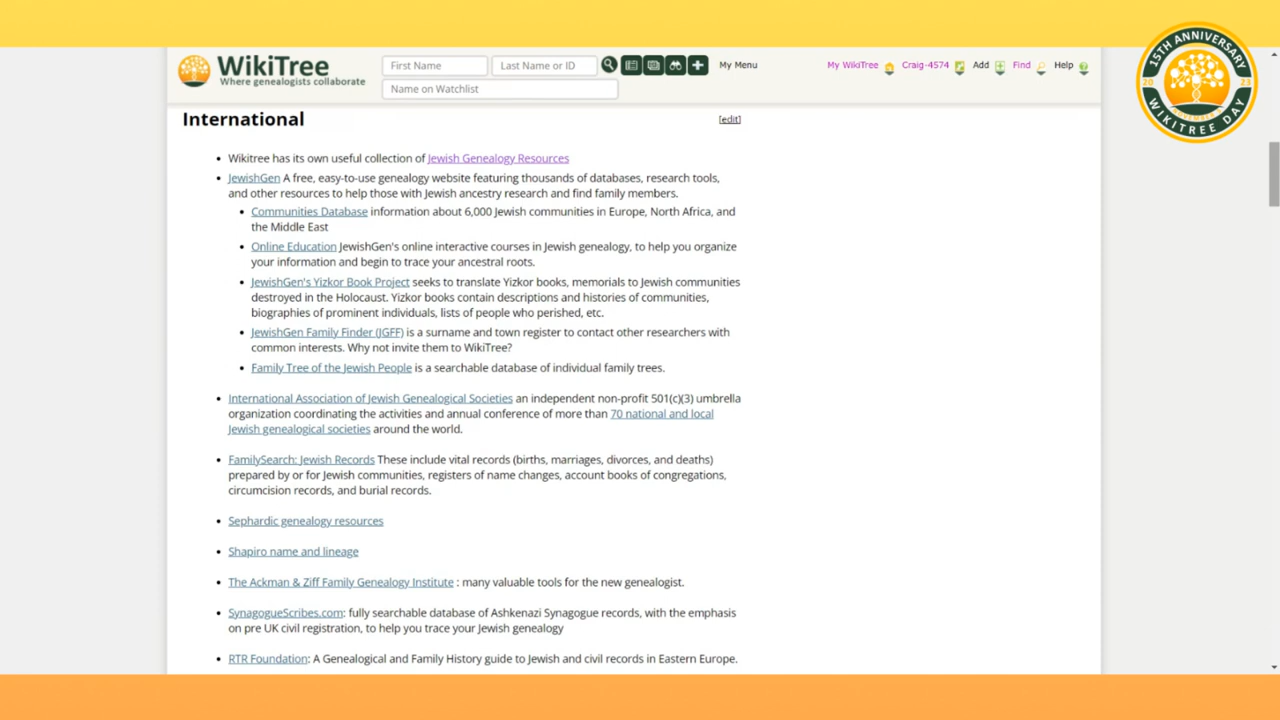 WikiTree
Where genealogists collaborate
First Name
Last Name or ID
My Menu
My WikiTree
Craig-4574
Add
Find
Help
Name on Watchlist
15TH ANNIVERSARY
20 23
NOVEMBER 5
WIKITREE DAY
International
[edit]
• Wikitree has its own useful collection of Jewish Genealogy Resources
• JewishGen A free, easy-to-use genealogy website featuring thousands of databases, research tools,
and other resources to help those with Jewish ancestry research and find family members.
• Communities Database information about 6,000 Jewish communities in Europe, North Africa, and
the Middle East
• Online Education JewishGen's online interactive courses in Jewish genealogy, to help you organize
your information and begin to trace your ancestral roots.
• JewishGen's Yizkor Book Project seeks to translate Yizkor books, memorials to Jewish communities
destroyed in the Holocaust. Yizkor books contain descriptions and histories of communities,
biographies of prominent individuals, lists of people who perished, etc.
• JewishGen Family Finder (JGFF) is a surname and town register to contact other researchers with
common interests. Why not invite them to WikiTree?
• Family Tree of the Jewish People is a searchable database of individual family trees.
• International Association of Jewish Genealogical Societies an independent non-profit 501(c)(3) umbrella
organization coordinating the activities and annual conference of more than 70 national and local
Jewish genealogical societies around the world.
• FamilySearch: Jewish Records These include vital records (births, marriages, divorces, and deaths)
prepared by or for Jewish communities, registers of name changes, account books of congregations,
circumcision records, and burial records.
• Sephardic genealogy resources
• Shapiro name and lineage
• The Ackman & Ziff Family Genealogy Institute : many valuable tools for the new genealogist.
• SynagogueScribes.com: fully searchable database of Ashkenazi Synagogue records, with the emphasis
on pre UK civil registration, to help you trace your Jewish genealogy
• RTR Foundation: A Genealogical and Family History guide to Jewish and civil records in Eastern Europe.